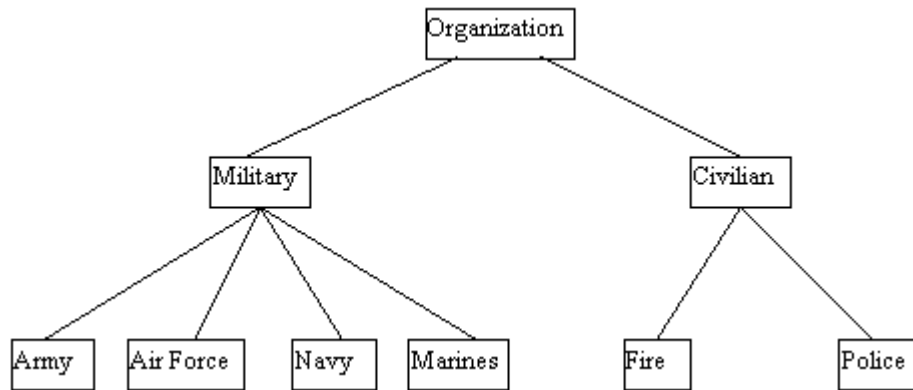 Organization
Military
Civilian
Army
Air Force
Navy
Marines
Fire
Police